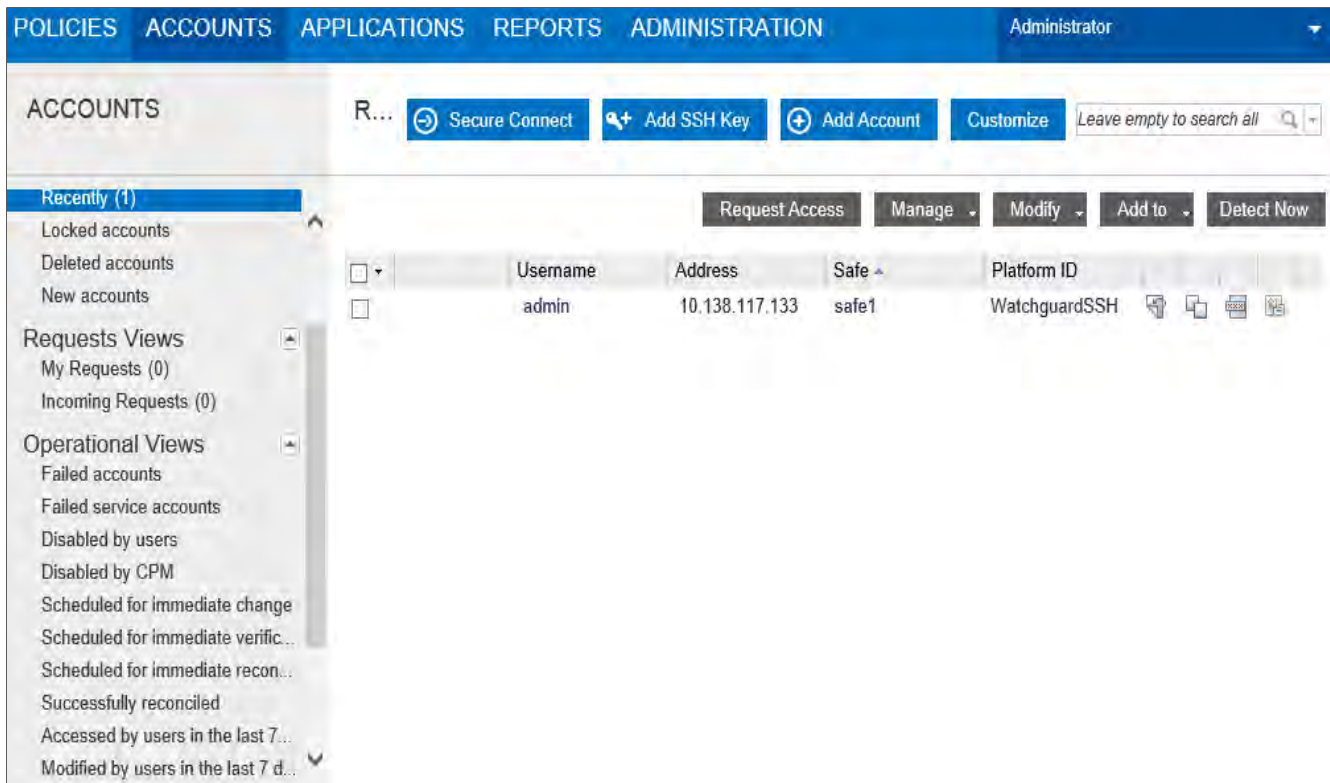 POLICIES ACCOUNTS APPLICATIONS REPORTS ADMINISTRATION Administrator
ACCOUNTS
R... Secure Connect Add SSH Key Add Account Customize Leave empty to search all
Recently (1)
Locked accounts
Deleted accounts
New accounts
Requests Views
My Requests (0)
Incoming Requests (0)
Operational Views
Failed accounts
Failed service accounts
Disabled by users
Disabled by CPM
Scheduled for immediate change
Scheduled for immediate verific...
Scheduled for immediate recon...
Successfully reconciled
Accessed by users in the last 7...
Modified by users in the last 7 d...
Request Access Manage Modify Add to Detect Now
Username Address Safe Platform ID
admin 10.138.117.133 safe1 WatchguardSSH